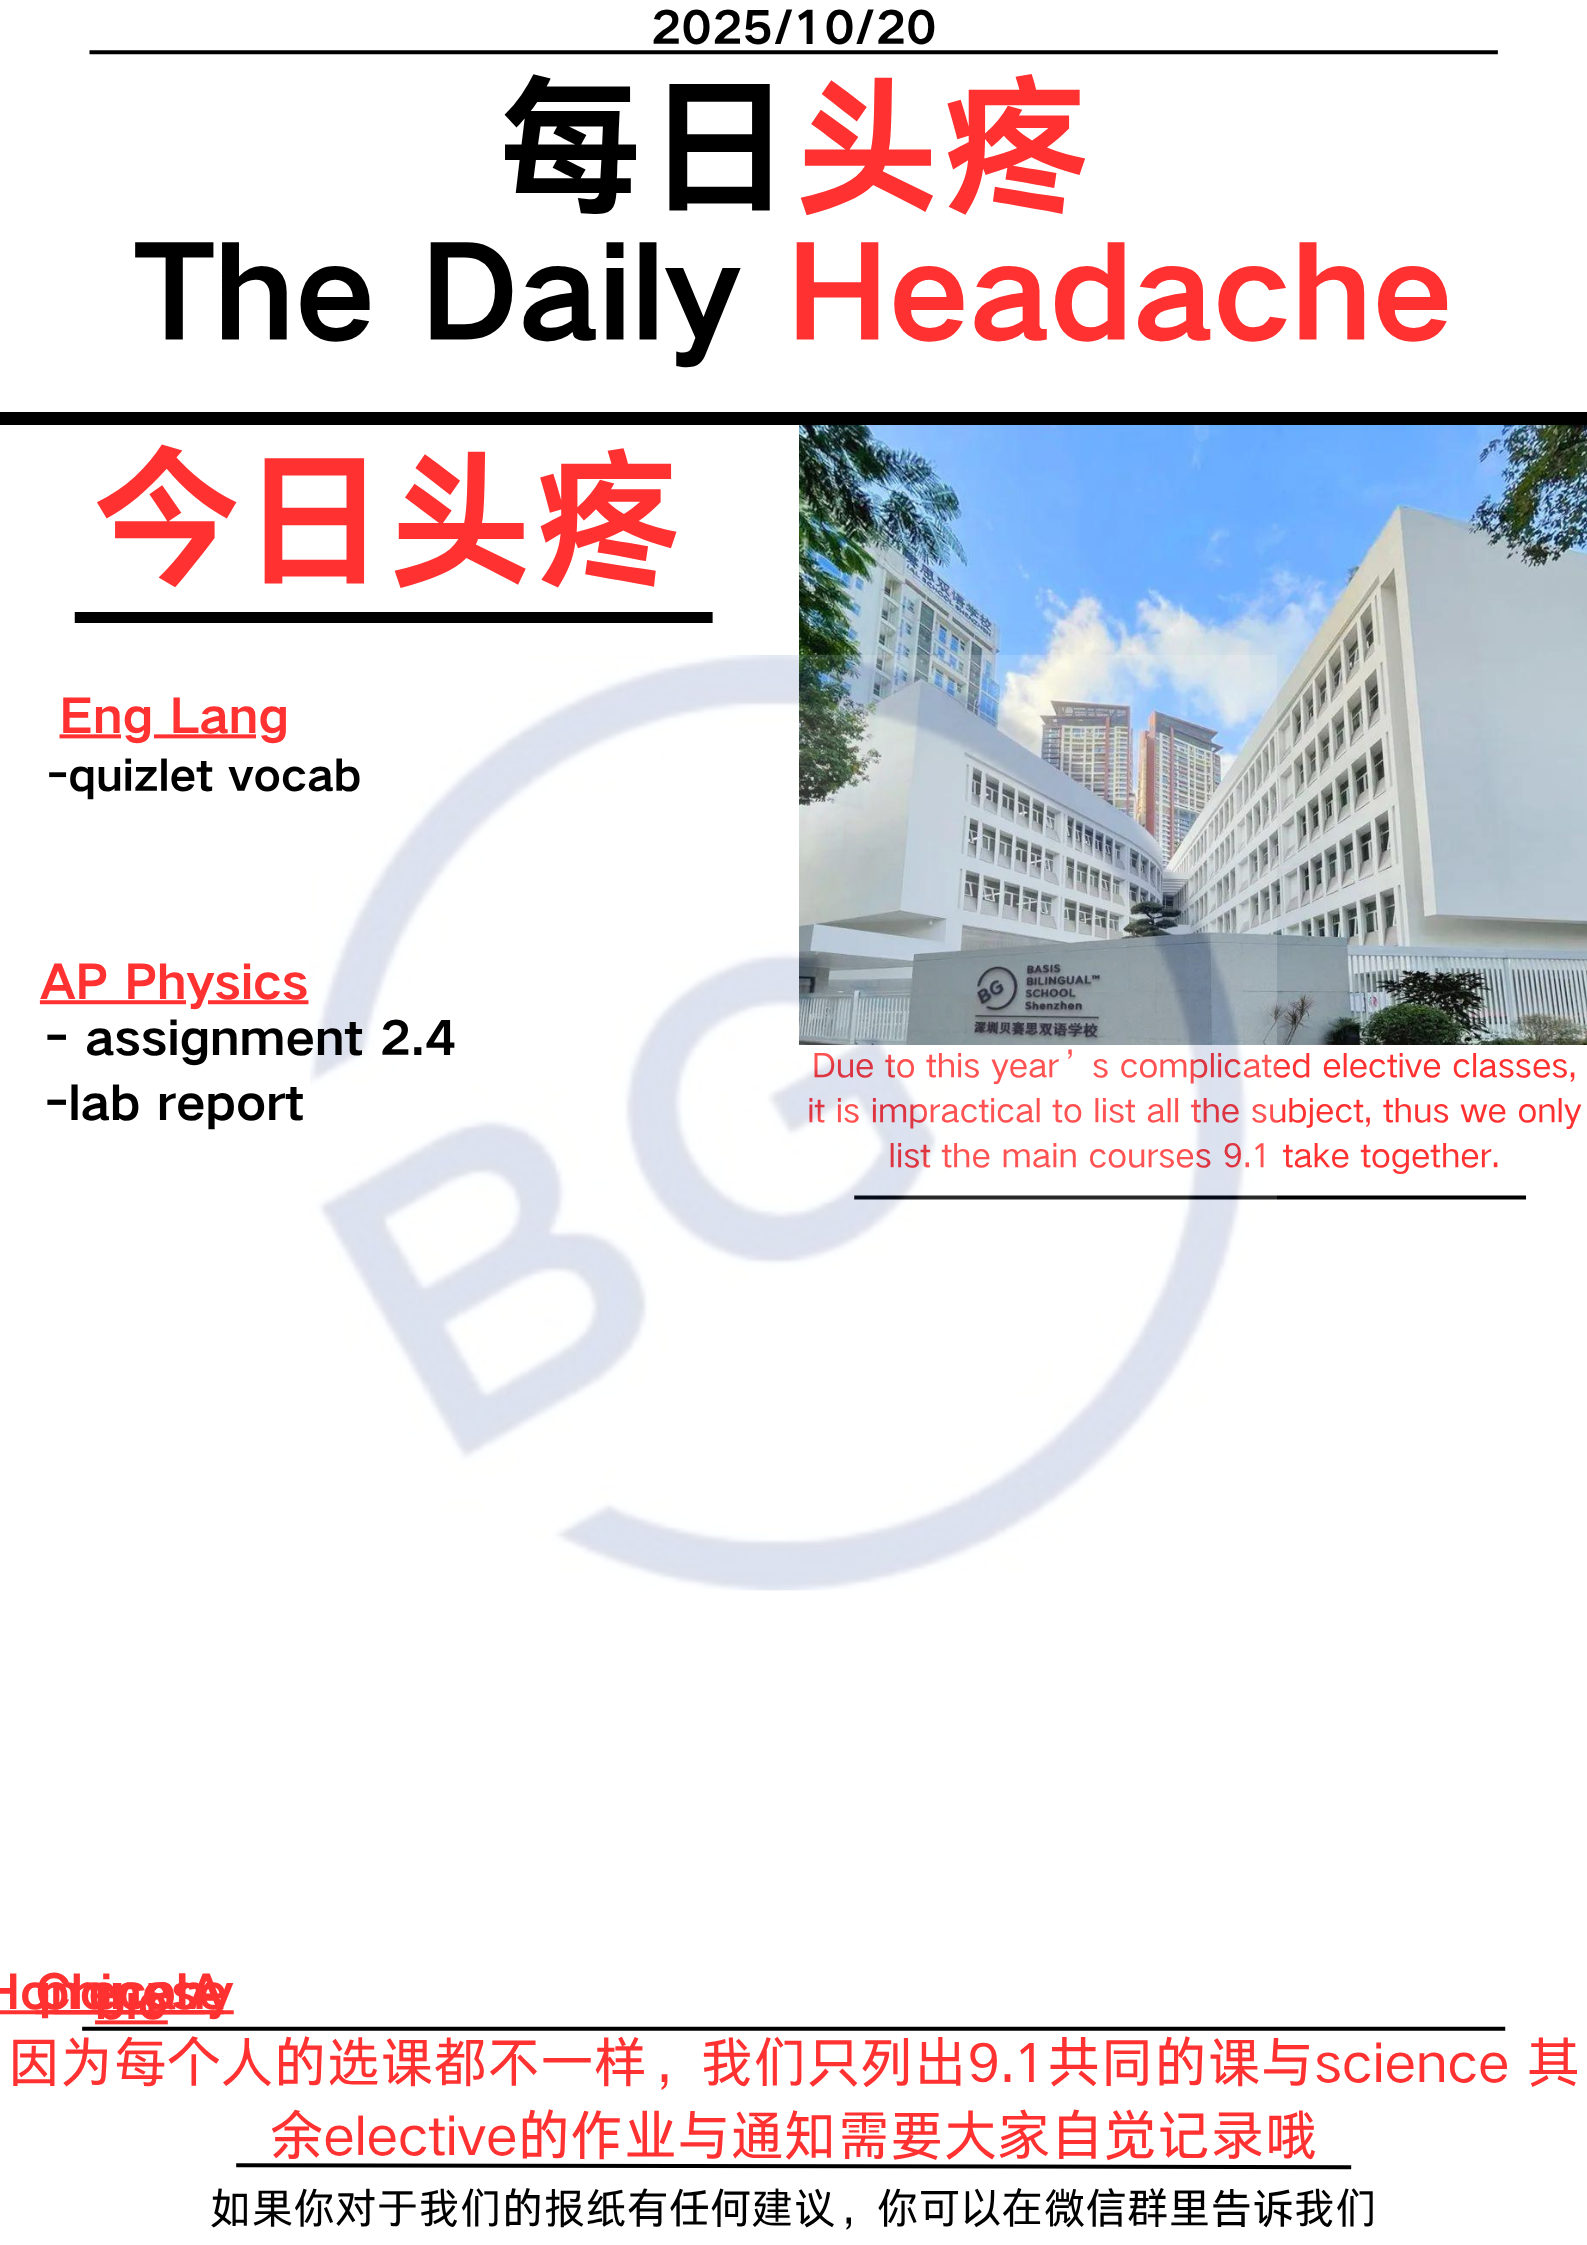 2025/10/20
每日头疼
The Daily Headache
今日头疼
Eng Lang
-quizlet vocab
AP Physics
- assignment 2.4
-lab report
BG
BASIS
BILINGUAL™
SCHOOL
Shenzhen
深圳贝赛思双语学校
Due to this year’s complicated elective classes,
it is impractical to list all the subject, thus we only
list the main courses 9.1 take together.
BG
因为每个人的选课都不一样，我们只列出9.1共同的课与science 其
余elective的作业与通知需要大家自觉记录哦
如果你对于我们的报纸有任何建议，你可以在微信群里告诉我们